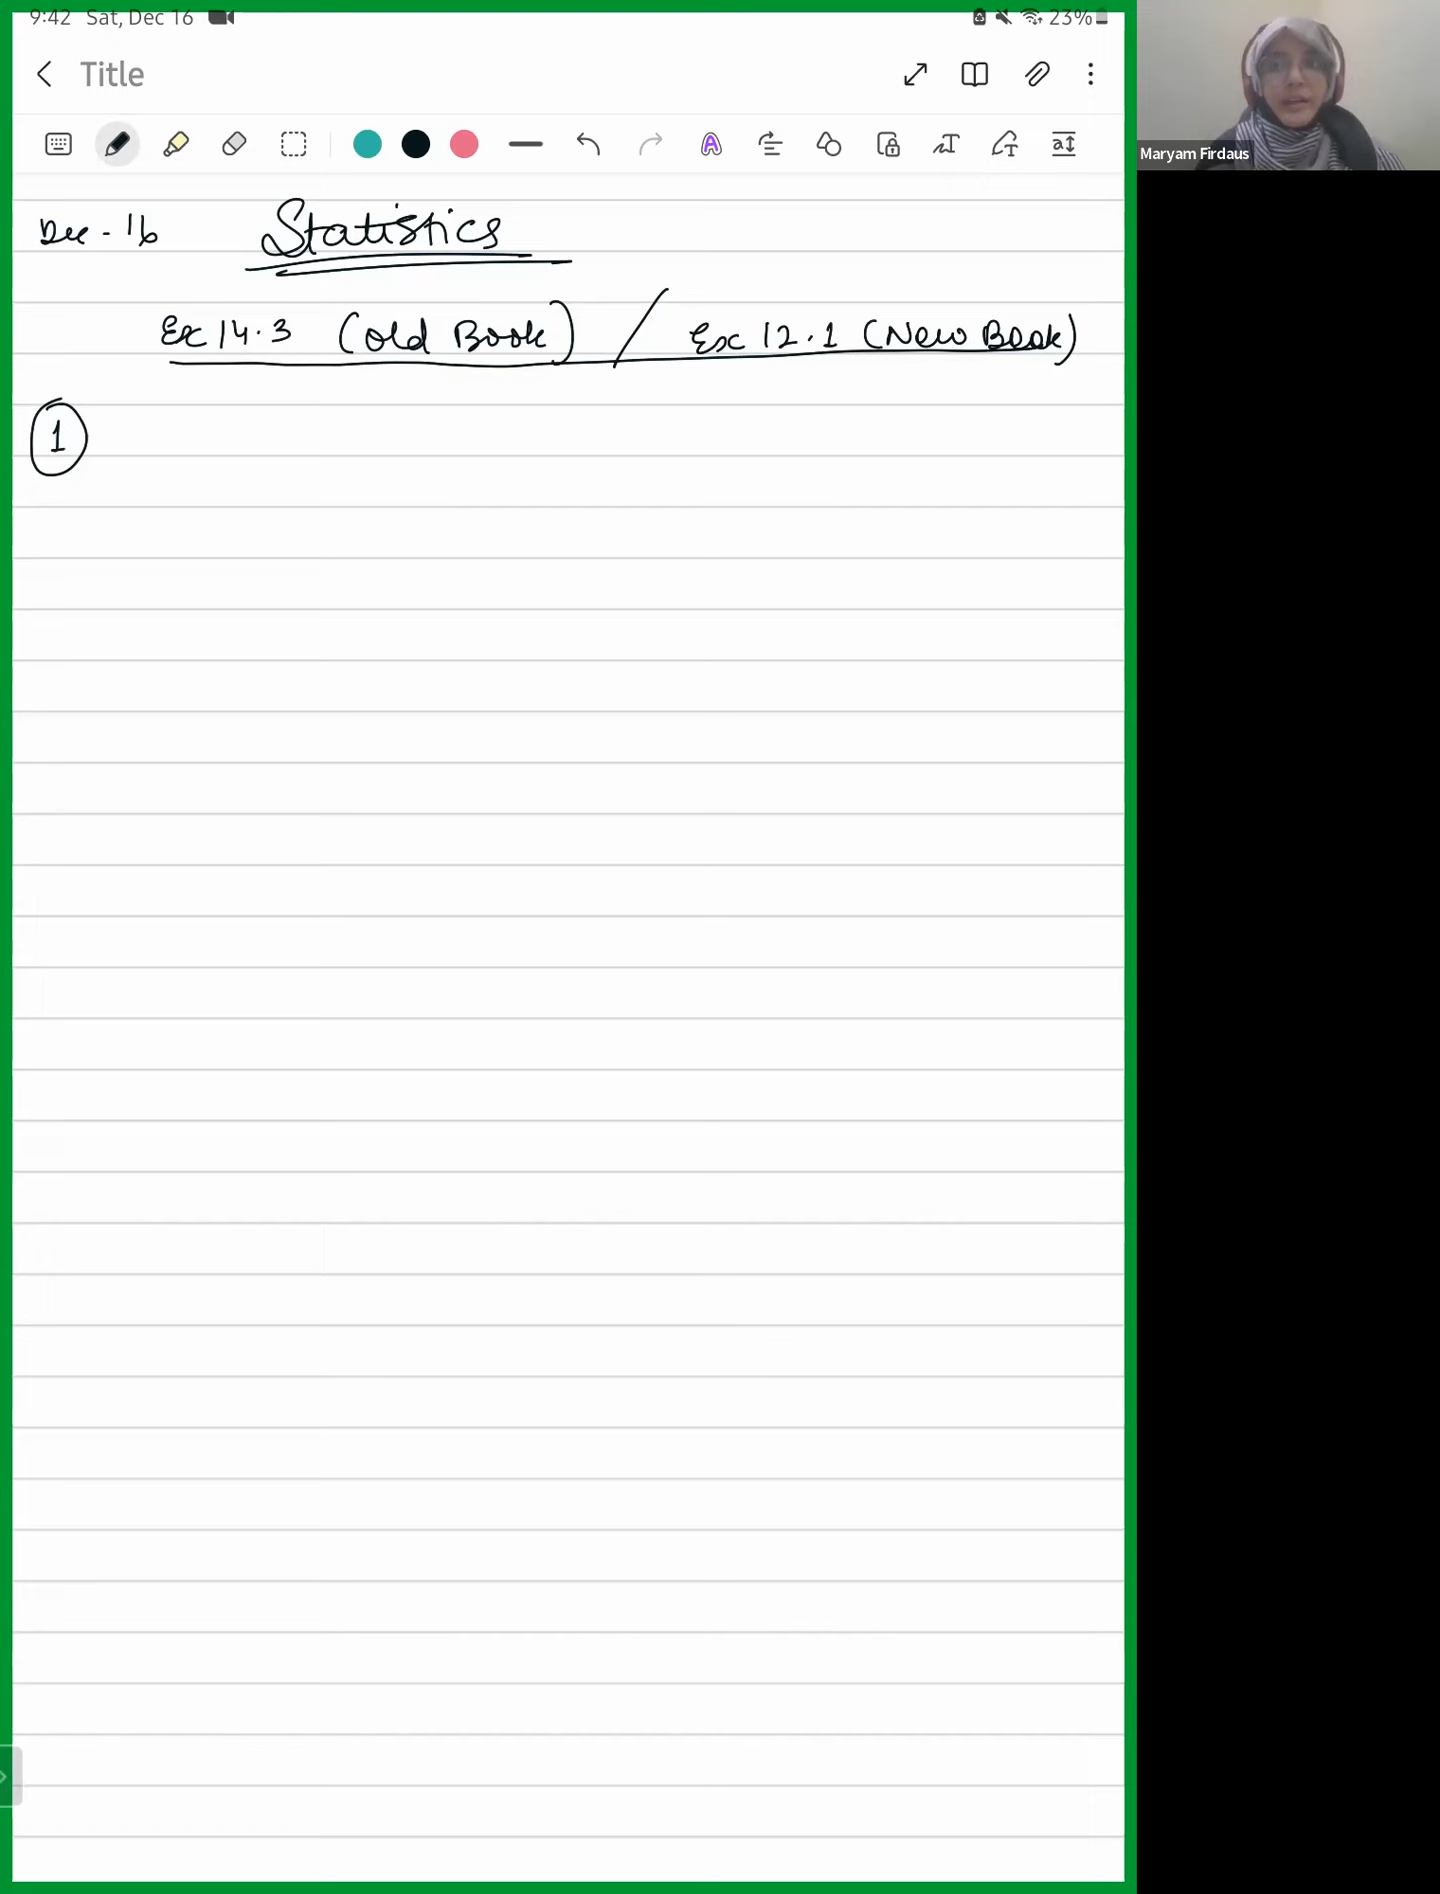 9:42 Sat, Dec 16 23%
Title
Maryam Firdaus
Dec - 16 Statistics
Ex 14.3 (Old Book) / Ex 12.1 (New Book)
1